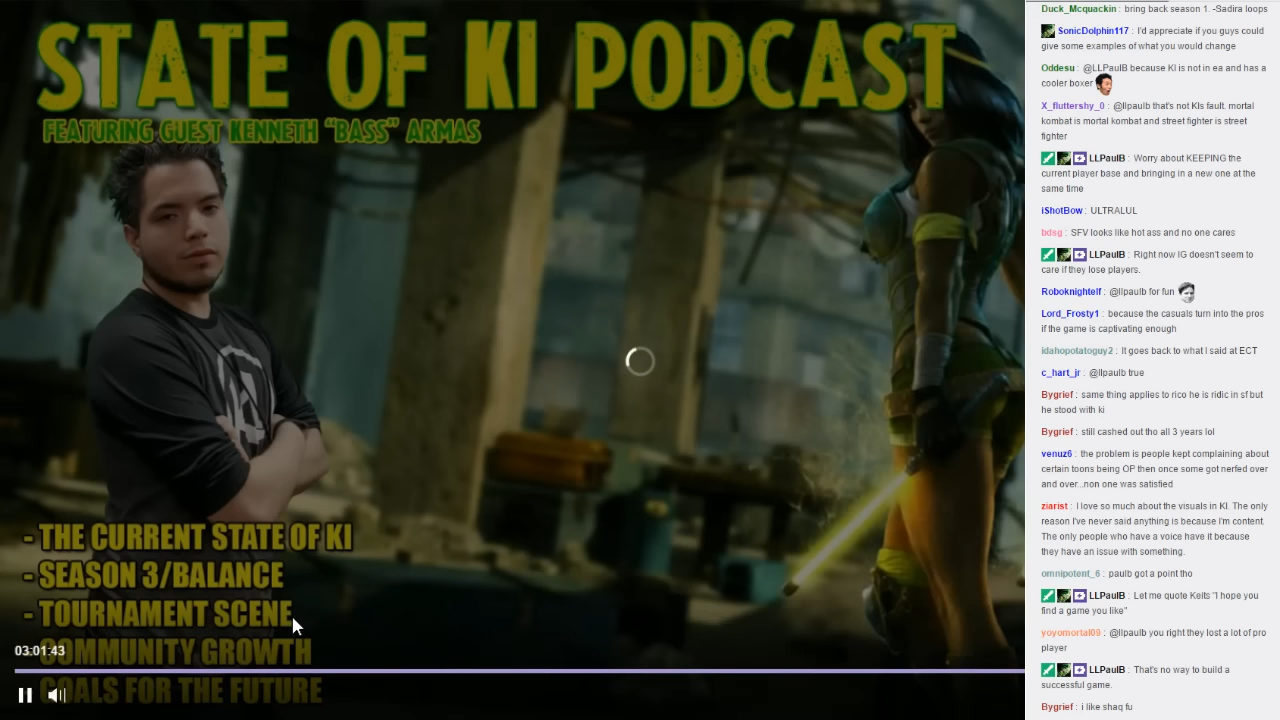 STATE OF KI PODCAST
FEATURING GUEST KENNETH "BASS" ARMAS
- THE CURRENT STATE OF KI
- SEASON 3/BALANCE
- TOURNAMENT SCENE
- COMMUNITY GROWTH
- GOALS FOR THE FUTURE
03:01:43
Duck_Mcquackin : bring back season 1. -Sadira loops
SonicDolphin117 : I'd appreciate if you guys could
give some examples of what you would change
Oddesu : @LLPaulB because KI is not in ea and has a
cooler boxer
X_fluttershy_0 : @llpaulb that's not KIs fault. mortal
kombat is mortal kombat and street fighter is street
fighter
LLPaulB : Worry about KEEPING the
current player base and bringing in a new one at the
same time
iShotBow : ULTRALUL
bdsg : SFV looks like hot ass and no one cares
LLPaulB : Right now IG doesn't seem to
care if they lose players.
Roboknightelf : @llpaulb for fun
Lord_Frosty1 : because the casuals turn into the pros
if the game is captivating enough
idahopotatoguy2 : It goes back to what I said at ECT
c_hart_jr : @llpaulb true
Bygrief : same thing applies to rico he is ridic in sf but
he stood with ki
Bygrief : still cashed out tho all 3 years lol
venuz6 : the problem is people kept complaining about
certain toons being OP then once some got nerfed over
and over...non one was satisfied
ziarist : I love so much about the visuals in KI. The only
reason I've never said anything is because I'm content.
The only people who have a voice have it because
they have an issue with something.
omnipotent_6 : paulb got a point tho
LLPaulB : Let me quote Keits "I hope you
find a game you like"
yoyomortal09 : @llpaulb you right they lost a lot of pro
player
LLPaulB : That's no way to build a
successful game.
Bygrief : i like shaq fu